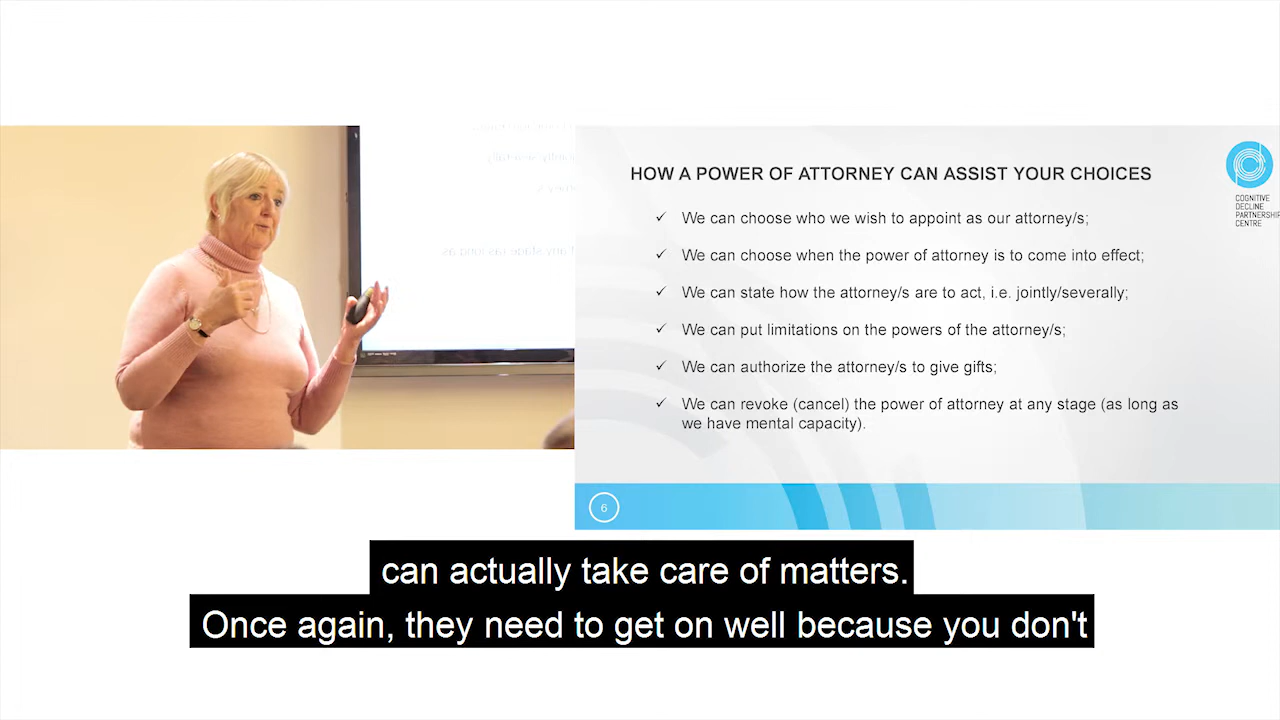 HOW A POWER OF ATTORNEY CAN ASSIST YOUR CHOICES
✓ We can choose who we wish to appoint as our attorney/s;
✓ We can choose when the power of attorney is to come into effect;
✓ We can state how the attorney/s are to act, i.e. jointly/severally;
✓ We can put limitations on the powers of the attorney/s;
✓ We can authorize the attorney/s to give gifts;
✓ We can revoke (cancel) the power of attorney at any stage (as long as
we have mental capacity).
COGNITIVE
DECLINE
PARTNERSHIP
CENTRE
6
can actually take care of matters.
Once again, they need to get on well because you don't